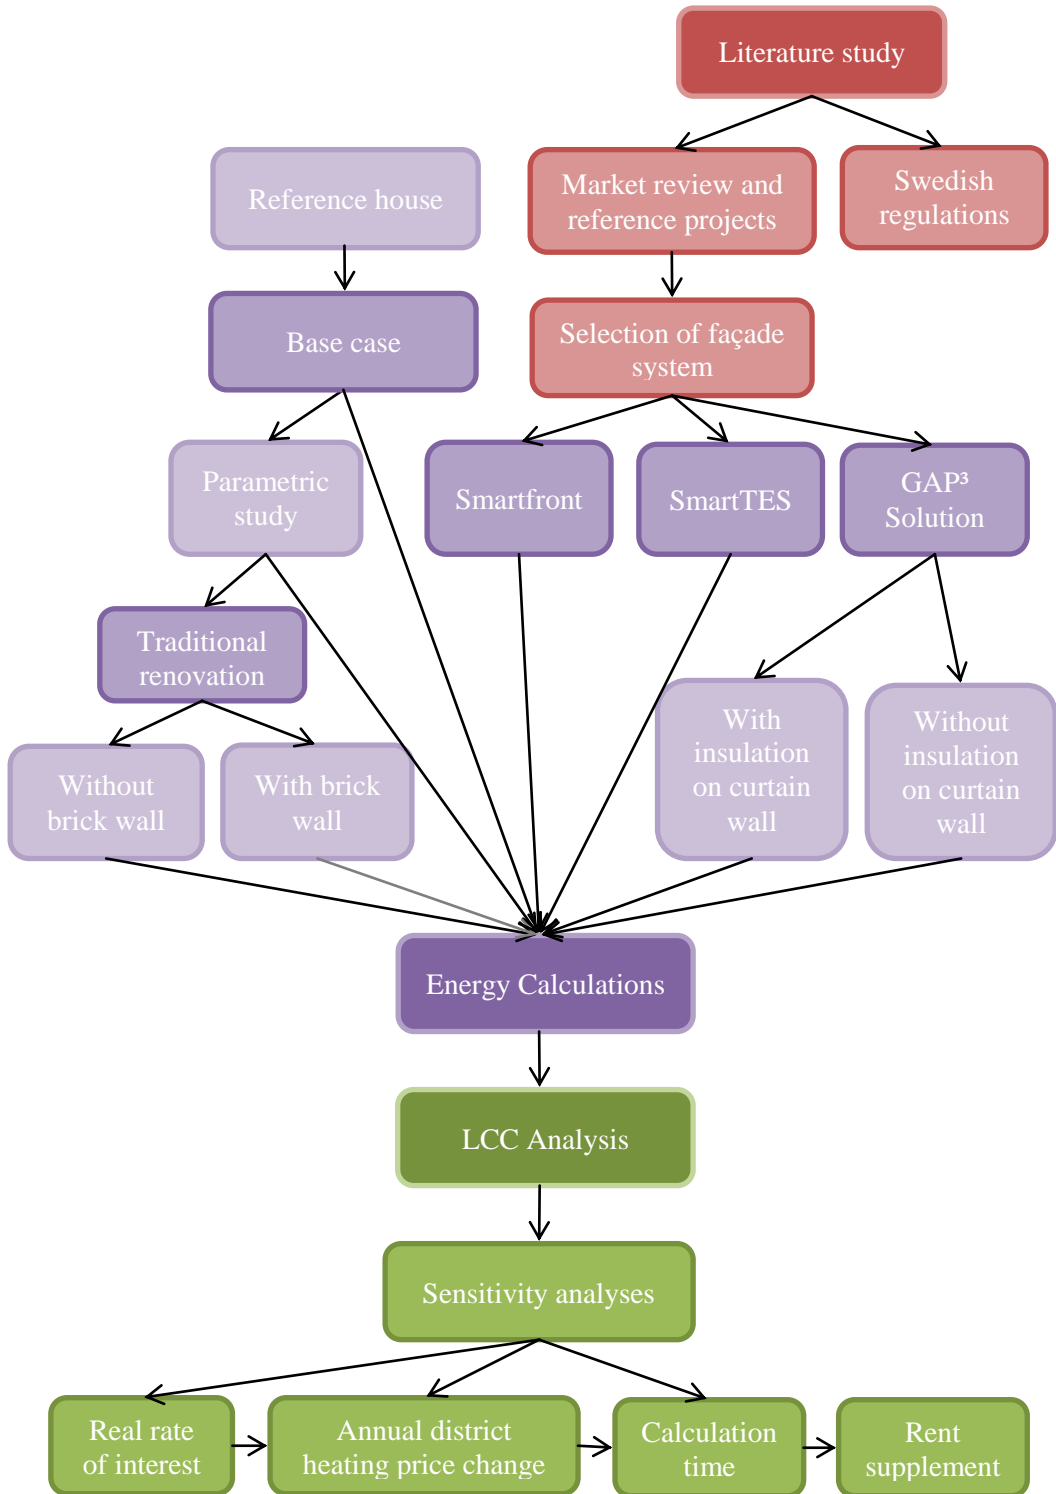 Literature study
Reference house
Market review and
reference projects
Swedish
regulations
Base case
Selection of façade
system
Parametric
study
Smartfront
SmartTES
GAP³
Solution
Traditional
renovation
Without
brick wall
With brick
wall
With
insulation
on curtain
wall
Without
insulation
on curtain
wall
Energy Calculations
LCC Analysis
Sensitivity analyses
Real rate
of interest
Annual district
heating price change
Calculation
time
Rent
supplement